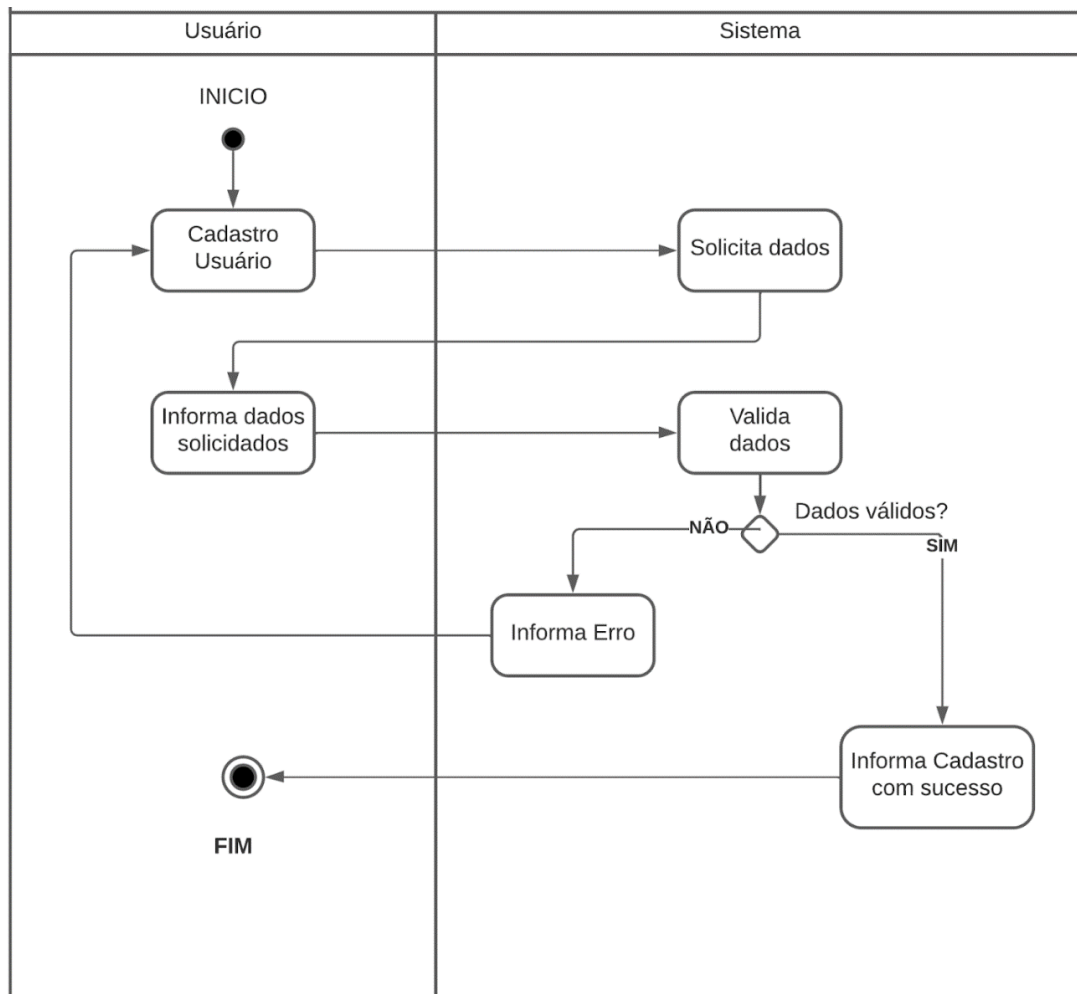 Usuário
Sistema
INICIO
Cadastro
Usuário
Solicita dados
Informa dados
solicidados
Valida
dados
Dados válidos?
NÃO
SIM
Informa Erro
Informa Cadastro
com sucesso
FIM